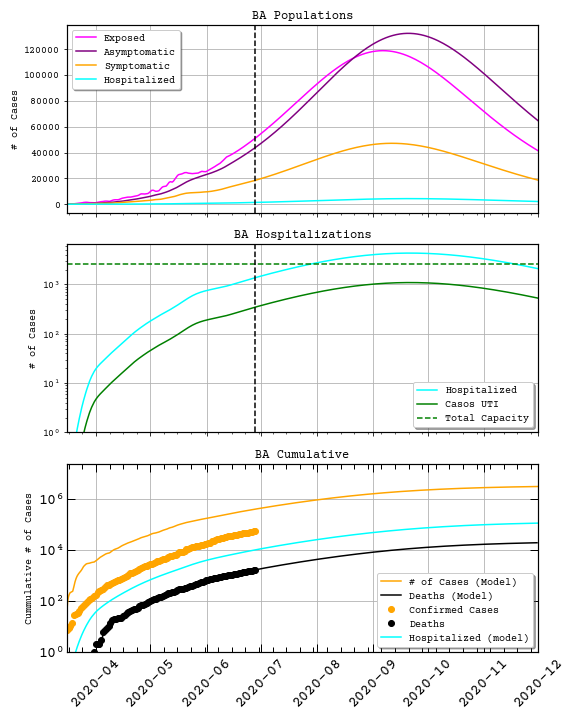 BA Populations
# of Cases
120000
100000
80000
60000
40000
20000
0
Exposed
Asymptomatic
Symptomatic
Hospitalized
BA Hospitalizations
# of Cases
10³
10²
10¹
10⁰
Hospitalized
Casos UTI
Total Capacity
BA Cumulative
Cummulative # of Cases
10⁶
10⁴
10²
10⁰
# of Cases (Model)
Deaths (Model)
Confirmed Cases
Deaths
Hospitalized (model)
2020-04
2020-05
2020-06
2020-07
2020-08
2020-09
2020-10
2020-11
2020-12